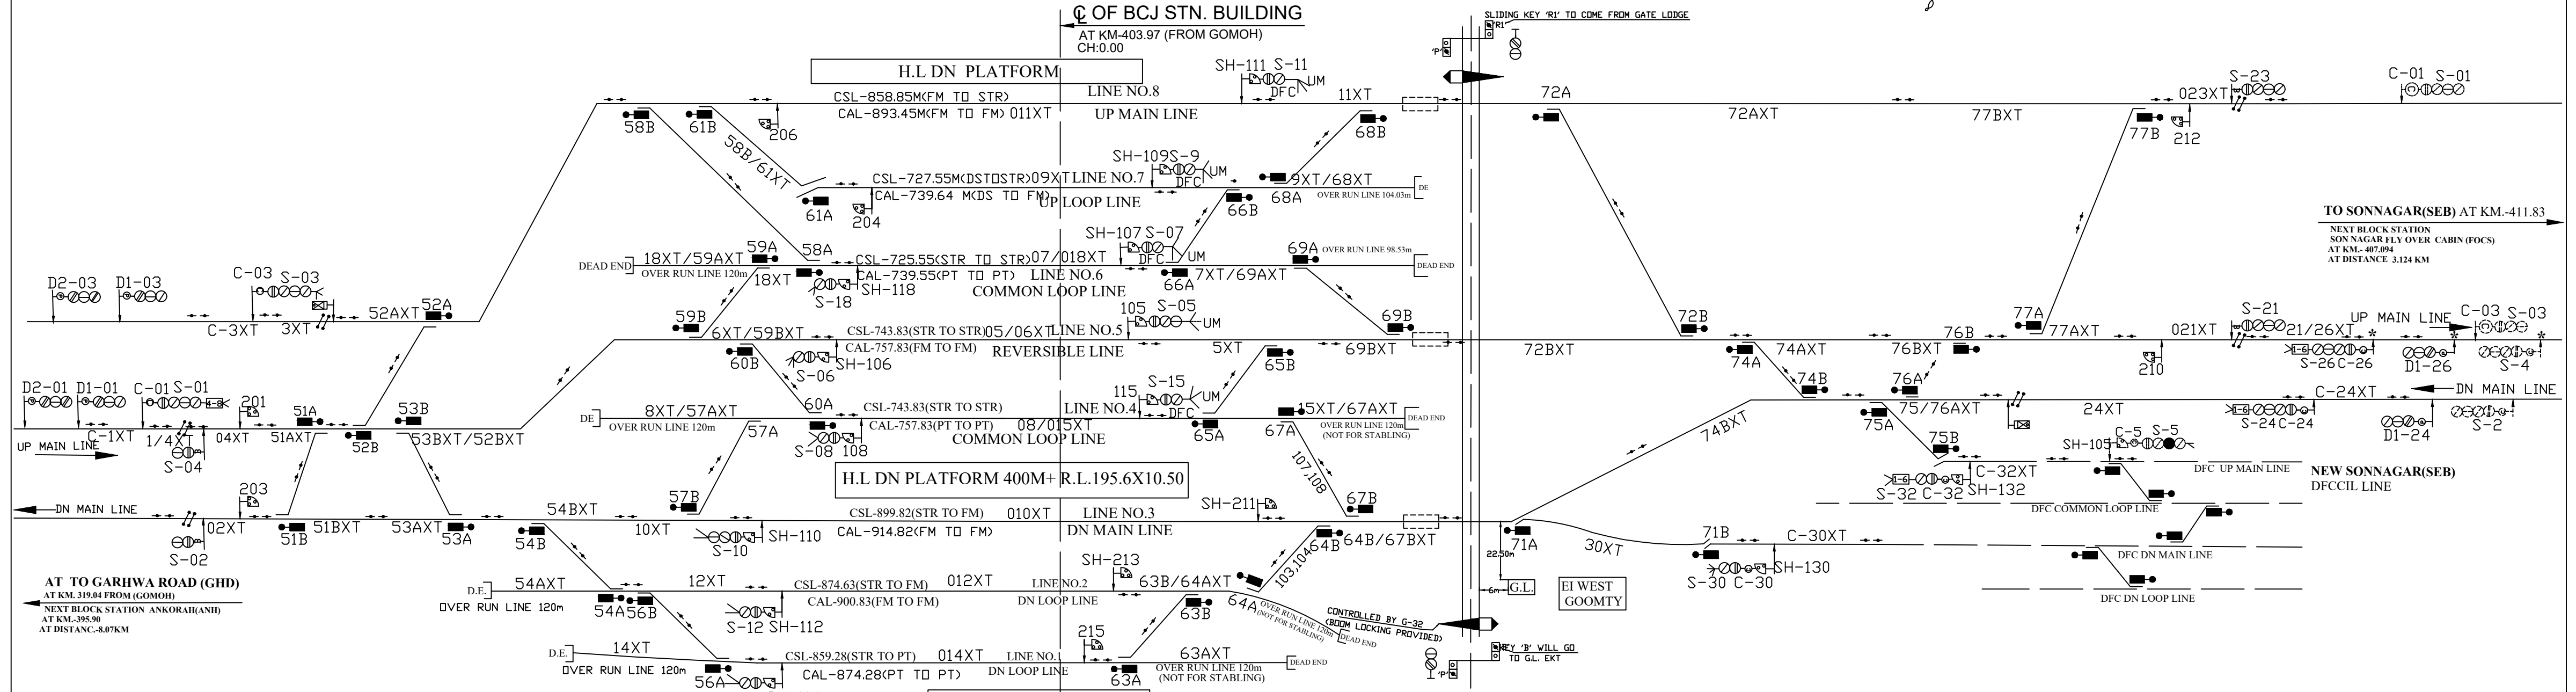 ℄ OF BCJ STN. BUILDING
AT KM-403.97 (FROM GOMOH)
CH:0.00
SLIDING KEY 'R1' TO COME FROM GATE LODGE
'R1'
'P'
H.L DN PLATFORM
SH-111 S-11
UM
DFC
CSL-858.85M(FM TO STR)
LINE NO.8
11XT
72A
S-23
023XT
C-01 S-01
58B
61B
206
CAL-893.45M(FM TO FM) 011XT
UP MAIN LINE
68B
72AXT
77BXT
77B
212
58B/61XT
SH-109 S-9
UM
DFC
CSL-727.55M(DSTOSTR) 09XT LINE NO.7
9XT/68XT
DE
61A
204
CAL-739.64 M(DS TO FM)
UP LOOP LINE
66B
68A
OVER RUN LINE 104.03m
TO SONNAGAR(SEB) AT KM.-411.83
NEXT BLOCK STATION
SON NAGAR FLY OVER CABIN (FOCS)
AT KM.- 407.094
AT DISTANCE 3.124 KM
SH-107 S-07
UM
DFC
DEAD END
18XT/59AXT
OVER RUN LINE 120m
59A
58A
CSL-725.55(STR TO STR) 07/018XT
69A
OVER RUN LINE 98.53m
DEAD END
18XT
S-18
SH-118
CAL-739.55(PT TO PT)
LINE NO.6
COMMON LOOP LINE
66A
7XT/69AXT
D2-03
D1-03
C-03 S-03
C-3XT
3XT
52AXT
52A
59B
6XT/59BXT
CSL-743.83(STR TO STR) 05/06XT LINE NO.5
105 S-05
UM
69B
72B
77A
77AXT
021XT
S-21
21/26XT
UP MAIN LINE
C-03 S-03
60B
S-06
SH-106
CAL-757.83(FM TO FM)
REVERSIBLE LINE
5XT
65B
69BXT
72BXT
74A
74AXT
76BXT
76B
210
S-26 C-26
D1-26
S-4
D2-01
D1-01
C-01 S-01
UP MAIN LINE
C-1XT
1/4XT
S-04
201
04XT
51AXT
51A
52B
53B
53BXT/52BXT
DE
8XT/57AXT
OVER RUN LINE 120m
57A
60A
S-08 108
CSL-743.83(STR TO STR)
CAL-757.83(PT TO PT)
LINE NO.4
08/015XT
COMMON LOOP LINE
115 S-15
UM
DFC
65A
67A
15XT/67AXT
OVER RUN LINE 120m
(NOT FOR STABLING)
DEAD END
74BXT
74B
76A
75A
75/76AXT
24XT
C-24XT
DN MAIN LINE
S-24 C-24
D1-24
S-2
75B
S-32 C-32 SH-132
C-32XT
SH-105
C-5 S-5
DFC UP MAIN LINE
NEW SONNAGAR(SEB)
DFCCIL LINE
H.L DN PLATFORM 400M+ R.L.195.6X10.50
107,108
DN MAIN LINE
02XT
S-02
203
51B
51BXT
53AXT
53A
54B
54BXT
10XT
57B
S-10
SH-110
CSL-899.82(STR TO FM)
CAL-914.82(FM TO FM)
010XT
LINE NO.3
DN MAIN LINE
SH-211
67B
64B
64B/67BXT
103,104
71A
22.50m
30XT
71B
C-30XT
S-30 C-30
SH-130
DFC COMMON LOOP LINE
DFC DN MAIN LINE
DFC DN LOOP LINE
AT TO GARHWA ROAD (GHD)
AT KM. 319.04 FROM (GOMOH)
NEXT BLOCK STATION ANKORAH(ANH)
AT KM.-395.90
AT DISTANC.-8.07KM
D.E.
54AXT
OVER RUN LINE 120m
54A 56B
12XT
S-12 SH-112
CSL-874.63(STR TO FM)
CAL-900.83(FM TO FM)
012XT
LINE NO.2
DN LOOP LINE
SH-213
63B/64AXT
63B
64A
OVER RUN LINE 120m
(NOT FOR STABLING)
DEAD END
CONTROLLED BY G-32
(BOOM LOCKING PROVIDED)
6m
G.L.
EI WEST
GOOMTY
D.E.
14XT
OVER RUN LINE 120m
56A
CSL-859.28(STR TO PT)
CAL-874.28(PT TO PT)
014XT
LINE NO.1
DN LOOP LINE
215
63A
63AXT
OVER RUN LINE 120m
(NOT FOR STABLING)
DEAD END
'P'
KEY 'B' WILL GO
TO G.L. EKT